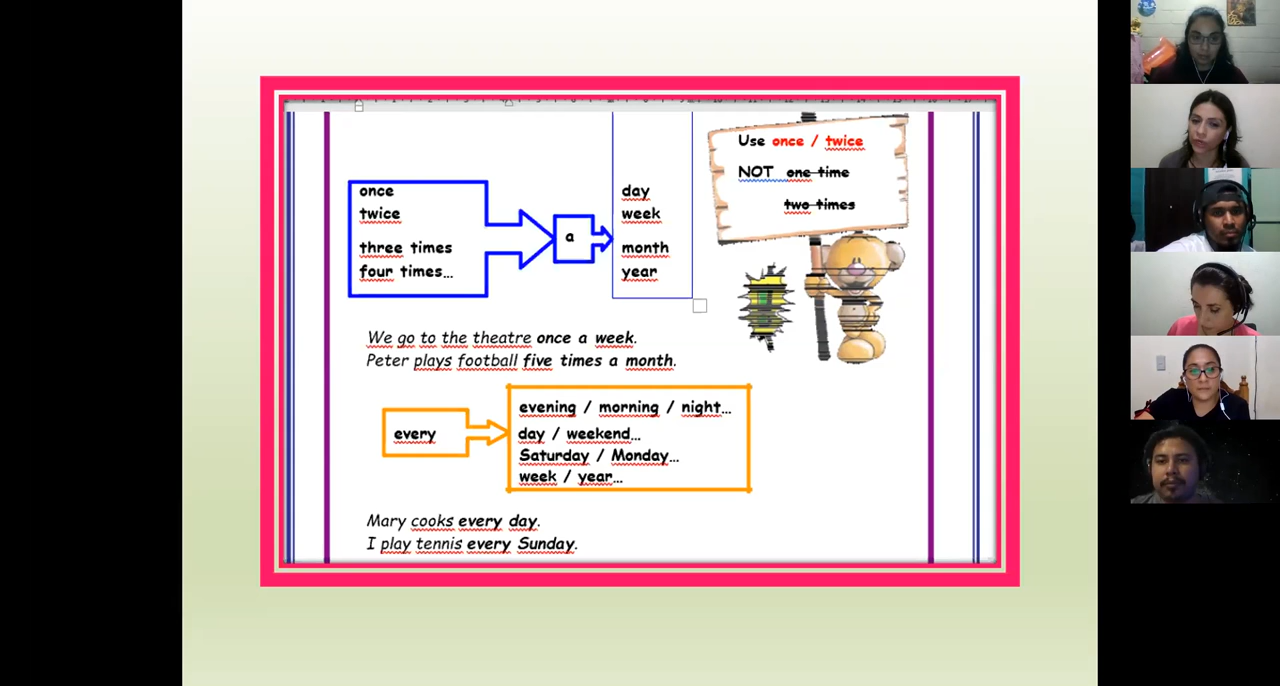 once
twice
three times
four times...
a
day
week
month
year
Use once / twice
NOT one time
two times
We go to the theatre once a week.
Peter plays football five times a month.
every
evening / morning / night...
day / weekend...
Saturday / Monday...
week / year...
Mary cooks every day.
I play tennis every Sunday.